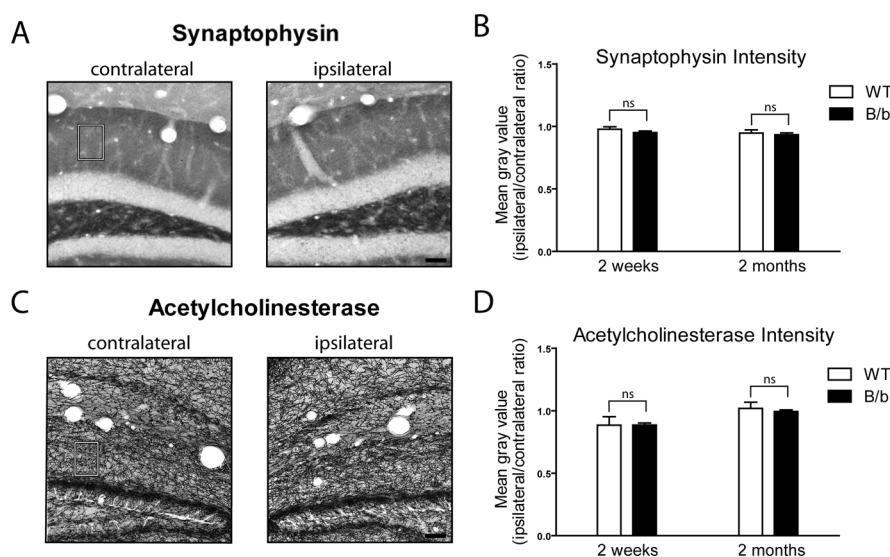 A
Synaptophysin
contralateral
ipsilateral
B
Synaptophysin Intensity
Mean gray value
(ipsilateral/contralateral ratio)
1.5
1.0
0.5
0.0
ns
ns
WT
B/b
2 weeks
2 months
C
Acetylcholinesterase
contralateral
ipsilateral
D
Acetylcholinesterase Intensity
Mean gray value
(ipsilateral/contralateral ratio)
1.5
1.0
0.5
0.0
ns
ns
WT
B/b
2 weeks
2 months